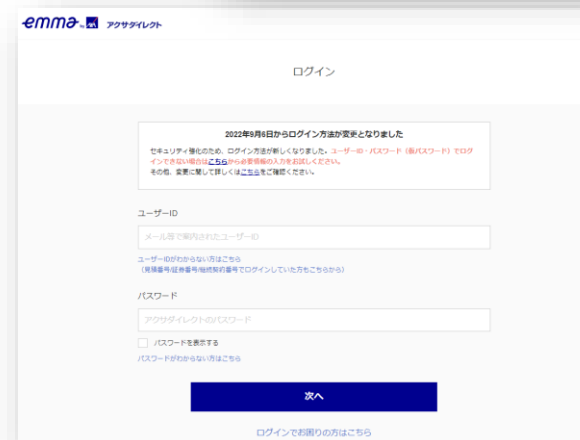 emma by AXA アクサダイレクト
ログイン
2022年9月6日からログイン方法が変更となりました
セキュリティ強化のため、ログイン方法が新しくなりました。ユーザーID・パスワード（仮パスワード）でログ
インできない場合はこちらから必要情報の入力をお試しください。
その他、変更に関して詳しくはこちらをご確認ください。
ユーザーID
メール等で案内されたユーザーID
ユーザーIDがわからない方はこちら
（見積番号/証券番号/継続契約番号でログインしていた方もこちらから）
パスワード
アクサダイレクトのパスワード
パスワードを表示する
パスワードがわからない方はこちら
次へ
ログインでお困りの方はこちら